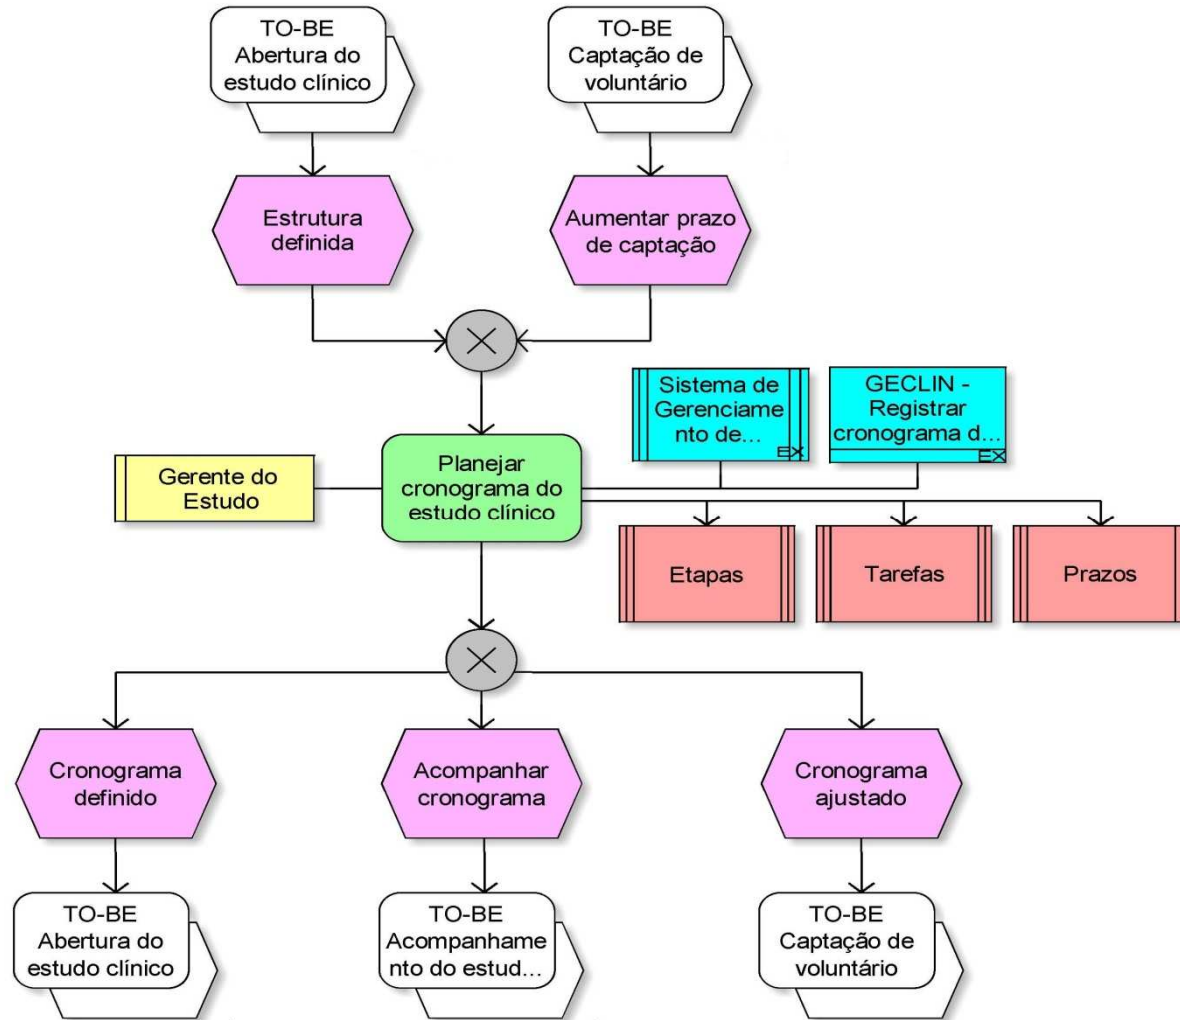 TO-BE
Abertura do
estudo clínico
TO-BE
Captação de
voluntário
Estrutura
definida
Aumentar prazo
de captação
Sistema de
Gerenciame
nto de...
EX
GECLIN -
Registrar
cronograma d...
EX
Gerente do
Estudo
Planejar
cronograma do
estudo clínico
Etapas
Tarefas
Prazos
Cronograma
definido
Acompanhar
cronograma
Cronograma
ajustado
TO-BE
Abertura do
estudo clínico
TO-BE
Acompanhame
nto do estud...
TO-BE
Captação de
voluntário